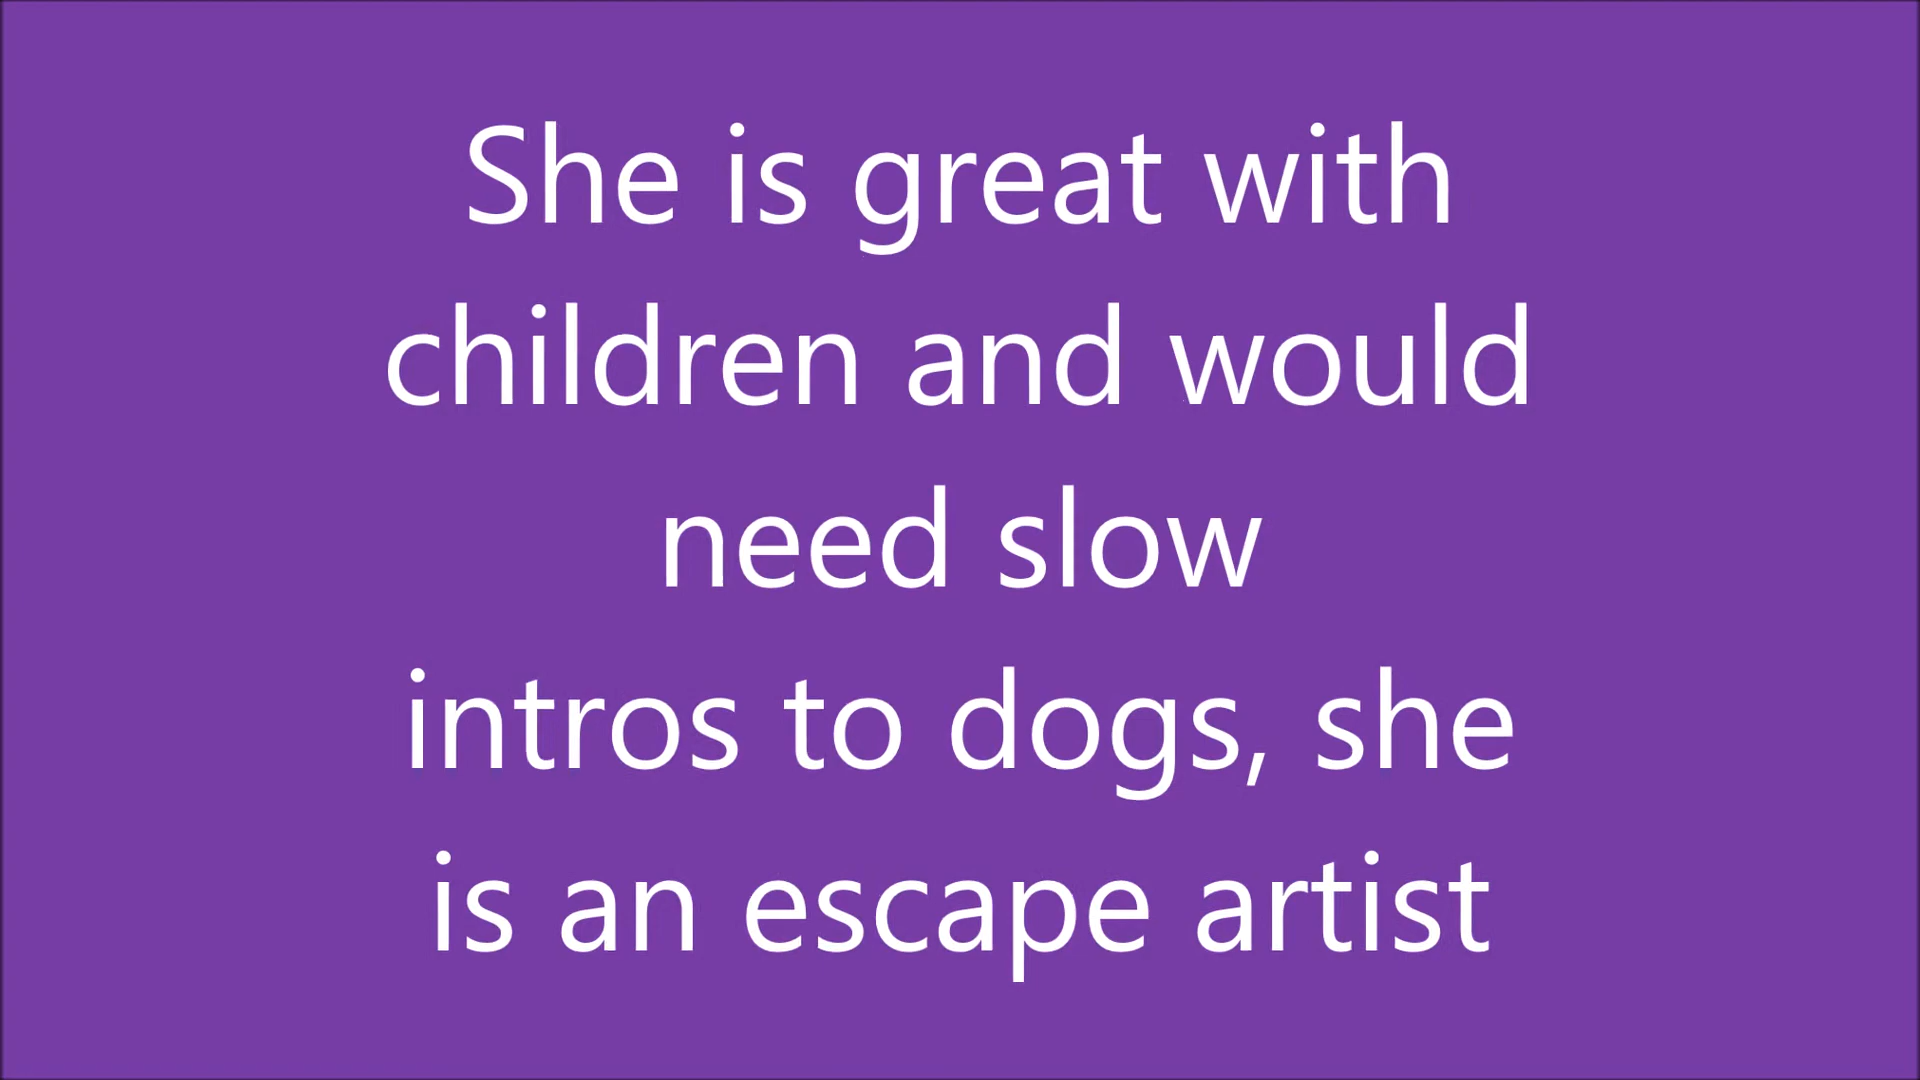 She is great with
children and would
need slow
intros to dogs, she
is an escape artist